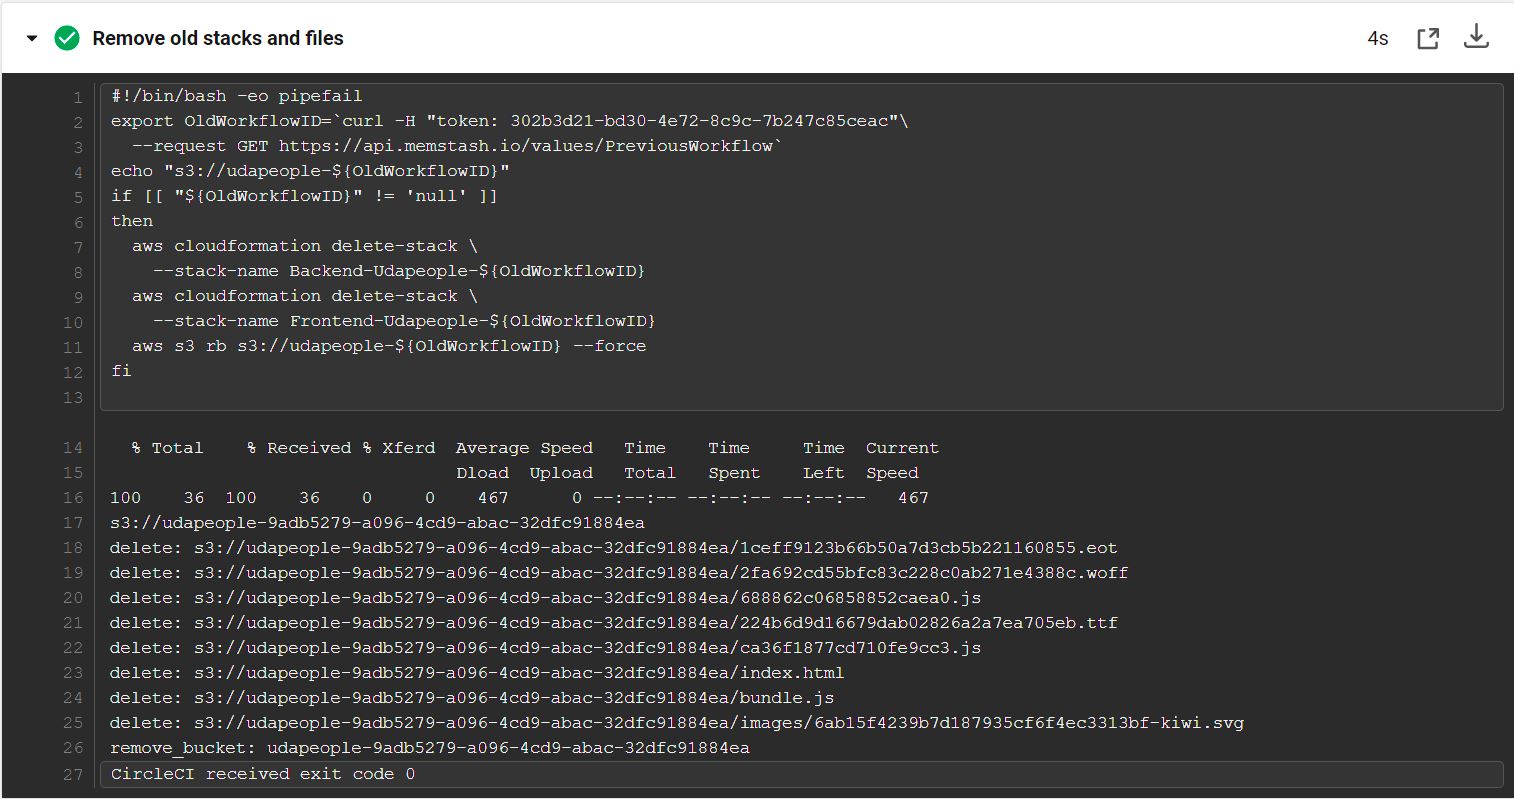 Remove old stacks and files 4s
1 #!/bin/bash -eo pipefail
2 export OldWorkflowID=`curl -H "token: 302b3d21-bd30-4e72-8c9c-7b247c85ceac"\
3   --request GET https://api.memstash.io/values/PreviousWorkflow`
4 echo "s3://udapeople-${OldWorkflowID}"
5 if [[ "${OldWorkflowID}" != 'null' ]]
6 then
7   aws cloudformation delete-stack \
8     --stack-name Backend-Udapeople-${OldWorkflowID}
9   aws cloudformation delete-stack \
10     --stack-name Frontend-Udapeople-${OldWorkflowID}
11   aws s3 rb s3://udapeople-${OldWorkflowID} --force
12 fi
13
14   % Total    % Received % Xferd  Average Speed   Time    Time     Time  Current
15                                  Dload  Upload   Total   Spent    Left  Speed
16 100    36  100    36    0     0    467      0 --:--:-- --:--:-- --:--:--   467
17 s3://udapeople-9adb5279-a096-4cd9-abac-32dfc91884ea
18 delete: s3://udapeople-9adb5279-a096-4cd9-abac-32dfc91884ea/1ceff9123b66b50a7d3cb5b221160855.eot
19 delete: s3://udapeople-9adb5279-a096-4cd9-abac-32dfc91884ea/2fa692cd55bfc83c228c0ab271e4388c.woff
20 delete: s3://udapeople-9adb5279-a096-4cd9-abac-32dfc91884ea/688862c06858852caea0.js
21 delete: s3://udapeople-9adb5279-a096-4cd9-abac-32dfc91884ea/224b6d9d16679dab02826a2a7ea705eb.ttf
22 delete: s3://udapeople-9adb5279-a096-4cd9-abac-32dfc91884ea/ca36f1877cd710fe9cc3.js
23 delete: s3://udapeople-9adb5279-a096-4cd9-abac-32dfc91884ea/index.html
24 delete: s3://udapeople-9adb5279-a096-4cd9-abac-32dfc91884ea/bundle.js
25 delete: s3://udapeople-9adb5279-a096-4cd9-abac-32dfc91884ea/images/6ab15f4239b7d187935cf6f4ec3313bf-kiwi.svg
26 remove_bucket: udapeople-9adb5279-a096-4cd9-abac-32dfc91884ea
27 CircleCI received exit code 0